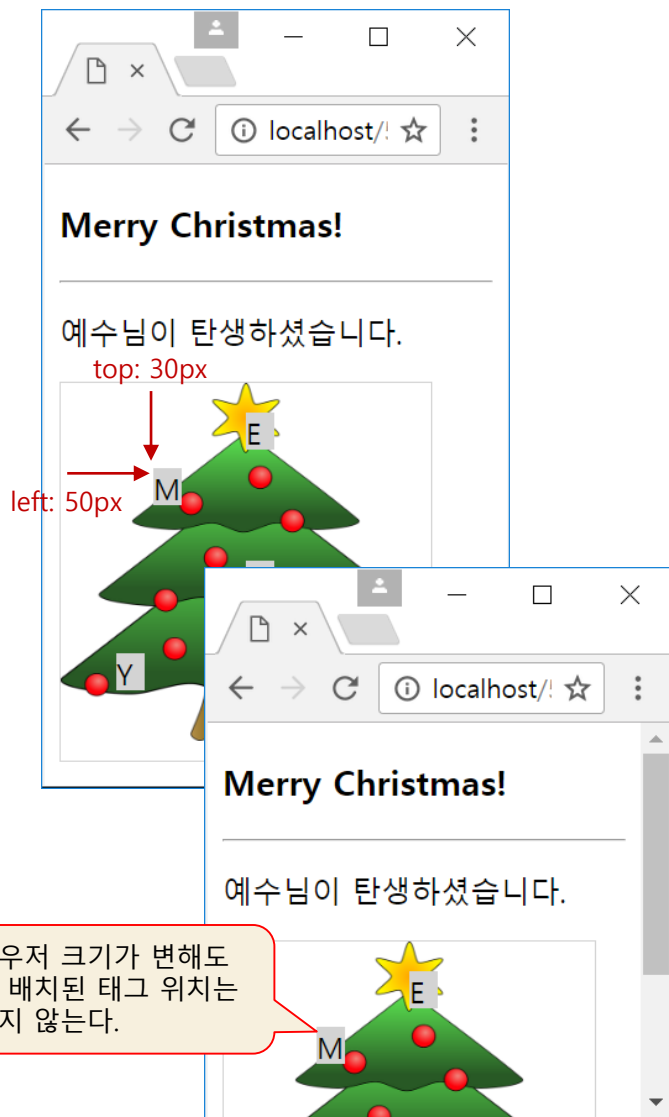 localhost/
Merry Christmas!
예수님이 탄생하셨습니다.
top: 30px
E
M
left: 50px
Y
localhost/
Merry Christmas!
예수님이 탄생하셨습니다.
우저 크기가 변해도
배치된 태그 위치는
지 않는다.
E
M